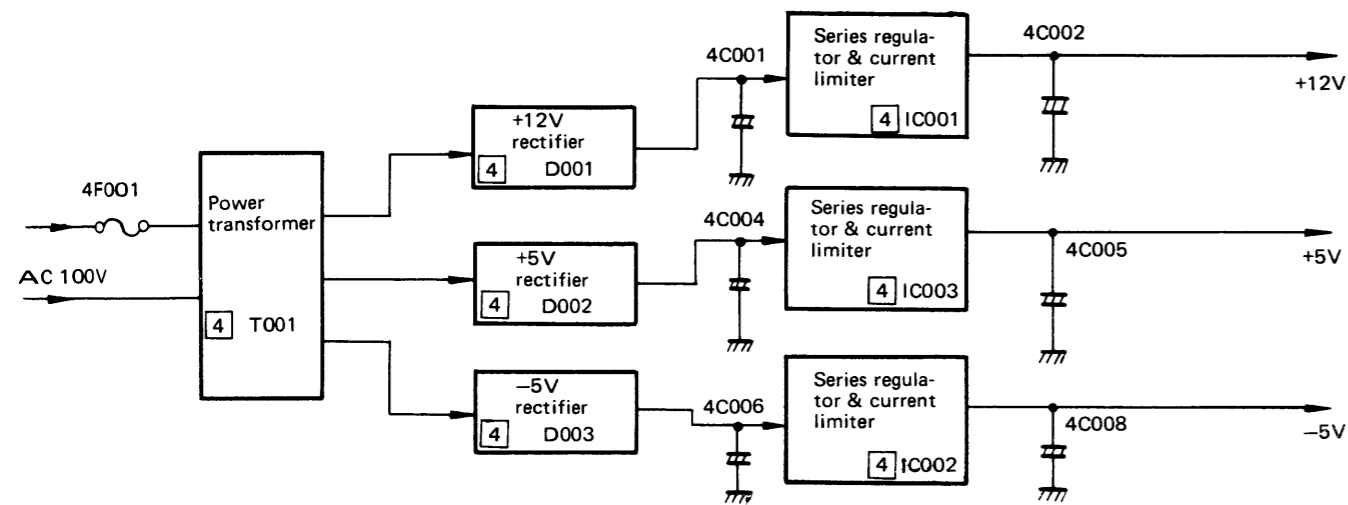 4F001
AC 100V
Power
transformer
4 T001
+12V
rectifier
4 D001
+5V
rectifier
4 D002
−5V
rectifier
4 D003
4C001
4C004
4C006
Series regula-
tor & current
limiter
4 IC001
Series regula-
tor & current
limiter
4 IC003
Series regula-
tor & current
limiter
4 IC002
4C002
+12V
4C005
+5V
4C008
−5V